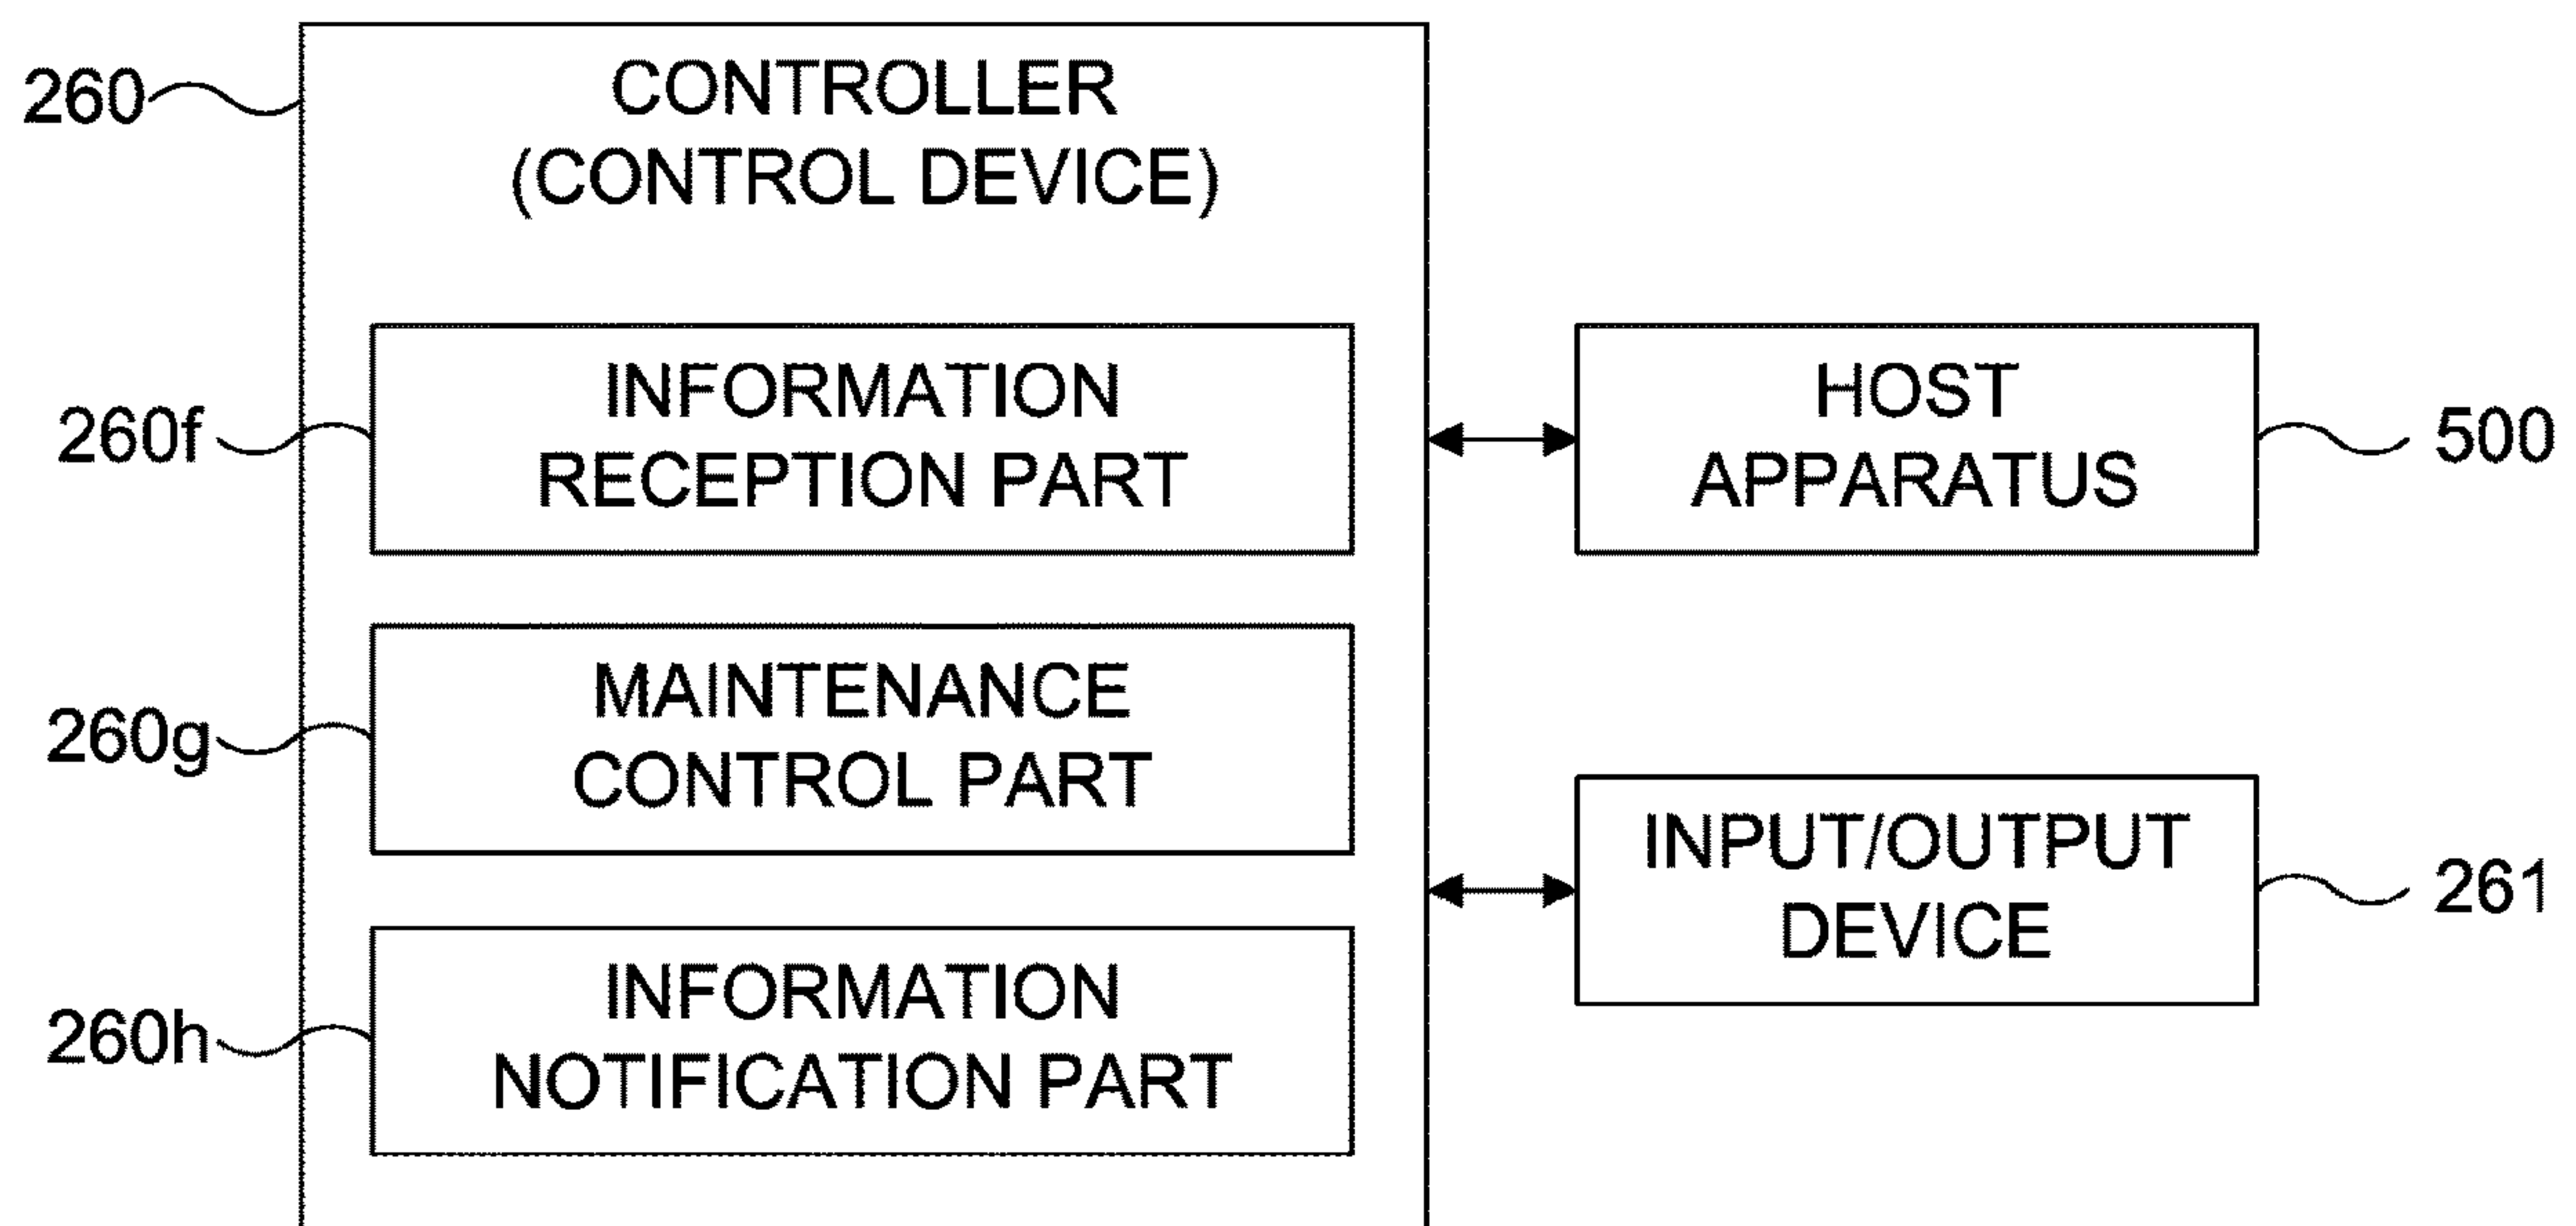 260
CONTROLLER
(CONTROL DEVICE)
260f
INFORMATION
RECEPTION PART
HOST
APPARATUS
500
260g
MAINTENANCE
CONTROL PART
INPUT/OUTPUT
DEVICE
261
260h
INFORMATION
NOTIFICATION PART